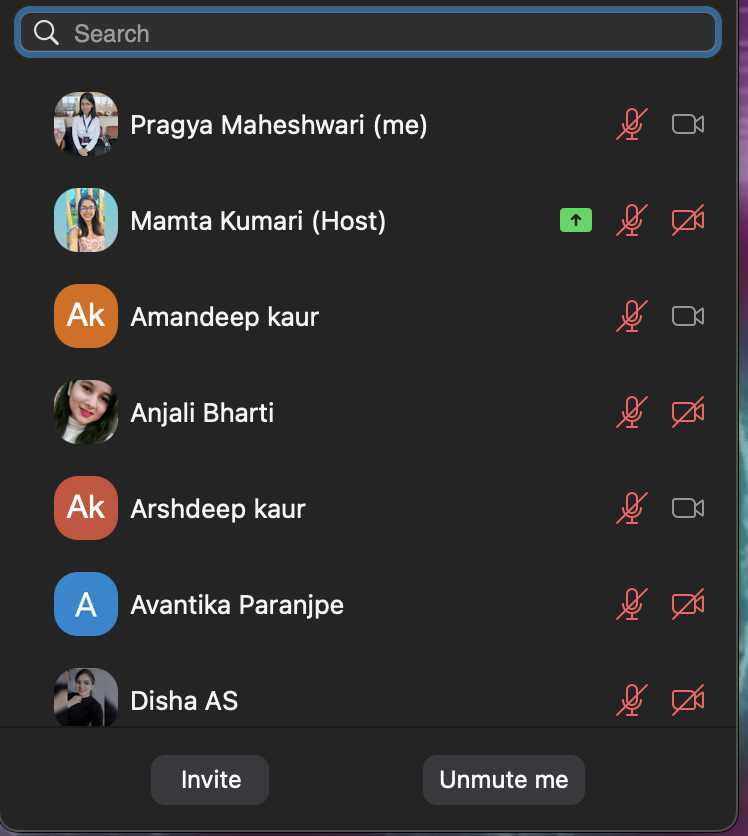 Search
Pragya Maheshwari (me)
Mamta Kumari (Host)
Ak Amandeep kaur
Anjali Bharti
Ak Arshdeep kaur
A Avantika Paranjpe
Disha AS
Invite Unmute me